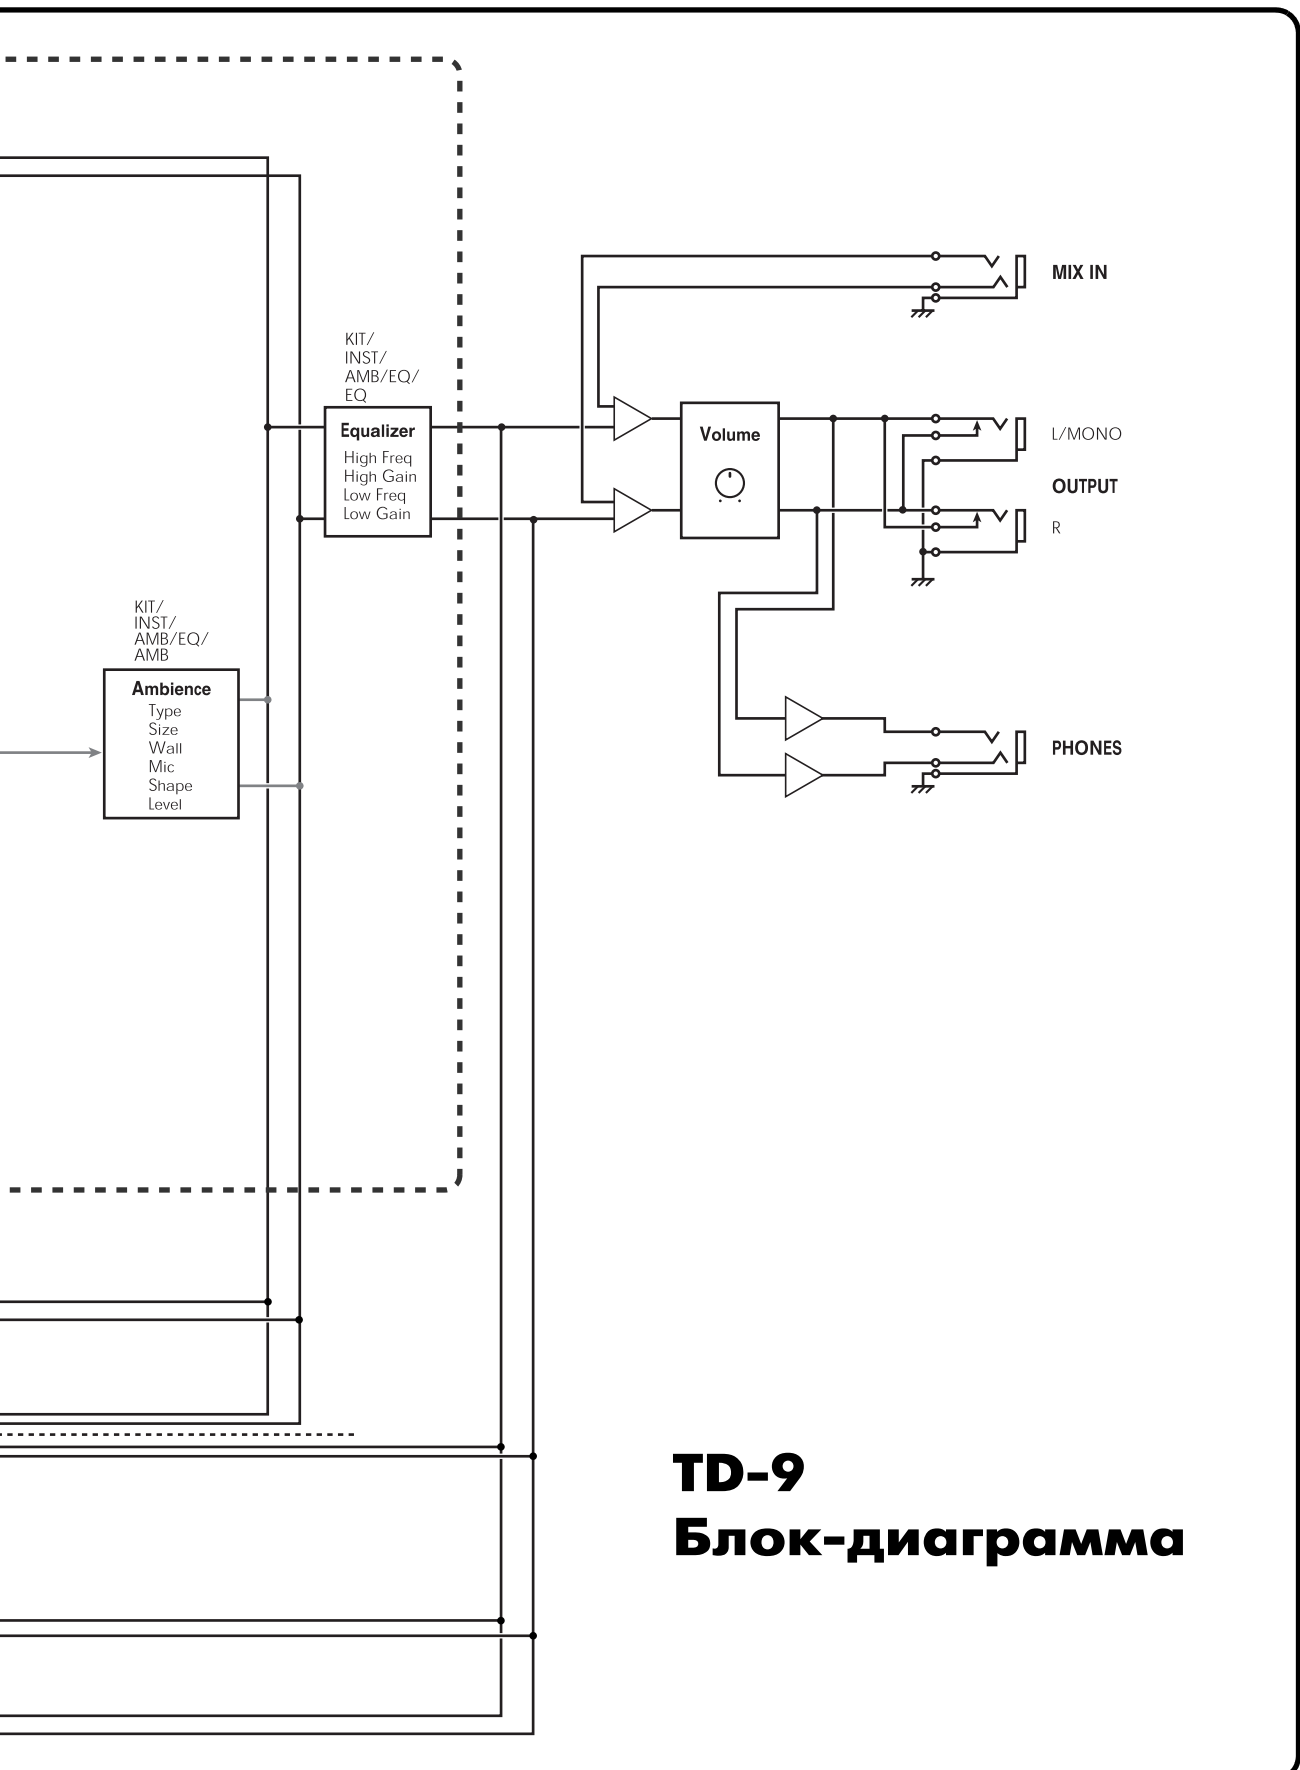 MIX IN
KIT/
INST/
AMB/EQ/
EQ
Equalizer
High Freq
High Gain
Low Freq
Low Gain
Volume
L/MONO
OUTPUT
R
KIT/
INST/
AMB/EQ/
AMB
Ambience
Type
Size
Wall
Mic
Shape
Level
PHONES
TD-9
Блок-диаграмма